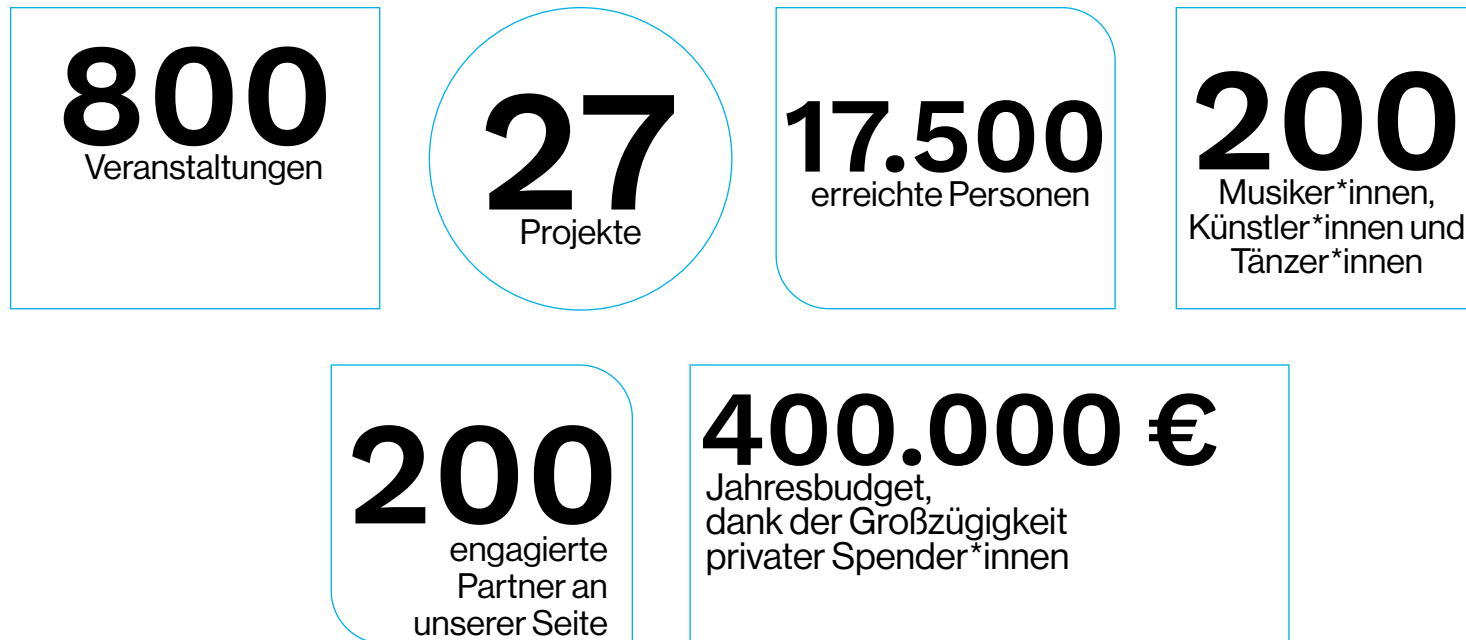 800
Veranstaltungen
27
Projekte
17.500
erreichte Personen
200
Musiker*innen,
Künstler*innen und
Tänzer*innen
200
engagierte
Partner an
unserer Seite
400.000 €
Jahresbudget,
dank der Großzügigkeit
privater Spender*innen